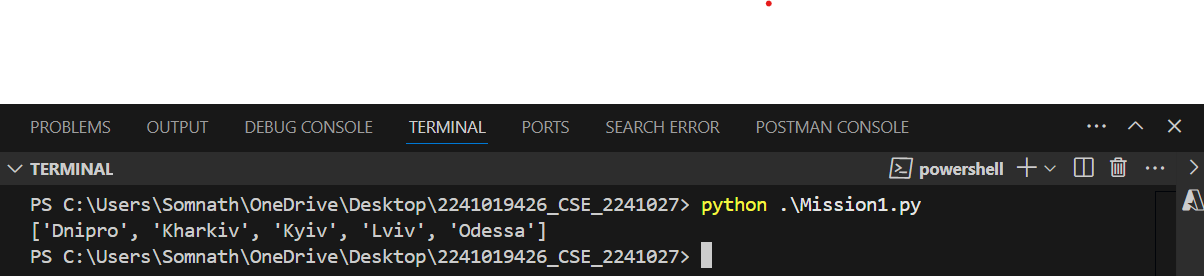 PROBLEMS OUTPUT DEBUG CONSOLE TERMINAL PORTS SEARCH ERROR POSTMAN CONSOLE
TERMINAL powershell
PS C:\Users\Somnath\OneDrive\Desktop\2241019426_CSE_2241027> python .\Mission1.py
['Dnipro', 'Kharkiv', 'Kyiv', 'Lviv', 'Odessa']
PS C:\Users\Somnath\OneDrive\Desktop\2241019426_CSE_2241027>